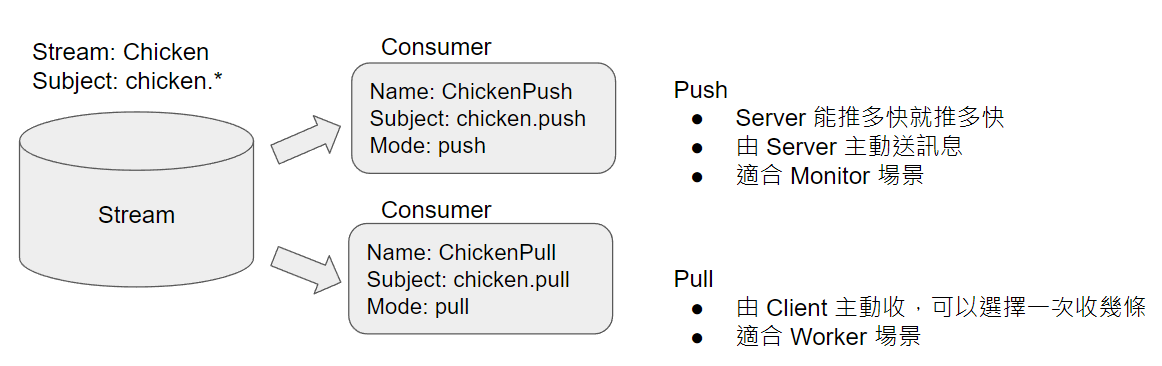 Stream: Chicken
Subject: chicken.*
Stream
Consumer
Name: ChickenPush
Subject: chicken.push
Mode: push
Consumer
Name: ChickenPull
Subject: chicken.pull
Mode: pull
Push
● Server 能推多快就推多快
● 由 Server 主動送訊息
● 適合 Monitor 場景
Pull
● 由 Client 主動收，可以選擇一次收幾條
● 適合 Worker 場景